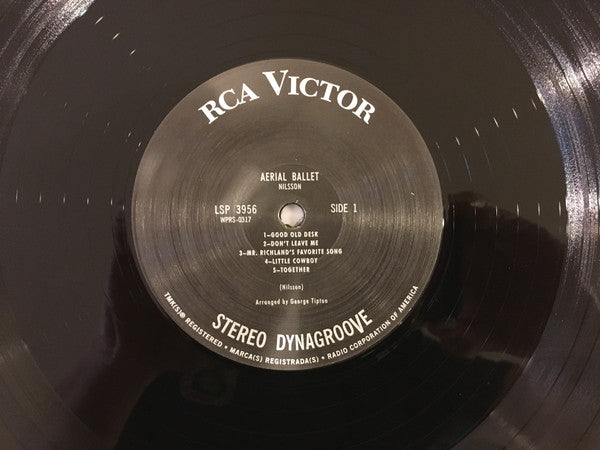 RCA VICTOR
AERIAL BALLET
NILSSON
LSP 3956
WPRS-0317
SIDE 1
1—GOOD OLD DESK
2—DON'T LEAVE ME
3—MR. RICHLAND'S FAVORITE SONG
4—LITTLE COWBOY
5—TOGETHER
(Nilsson)
Arranged by George Tipton
STEREO DYNAGROOVE
TMK(S)® REGISTERED • MARCA(S) REGISTRADA(S) • RADIO CORPORATION OF AMERICA